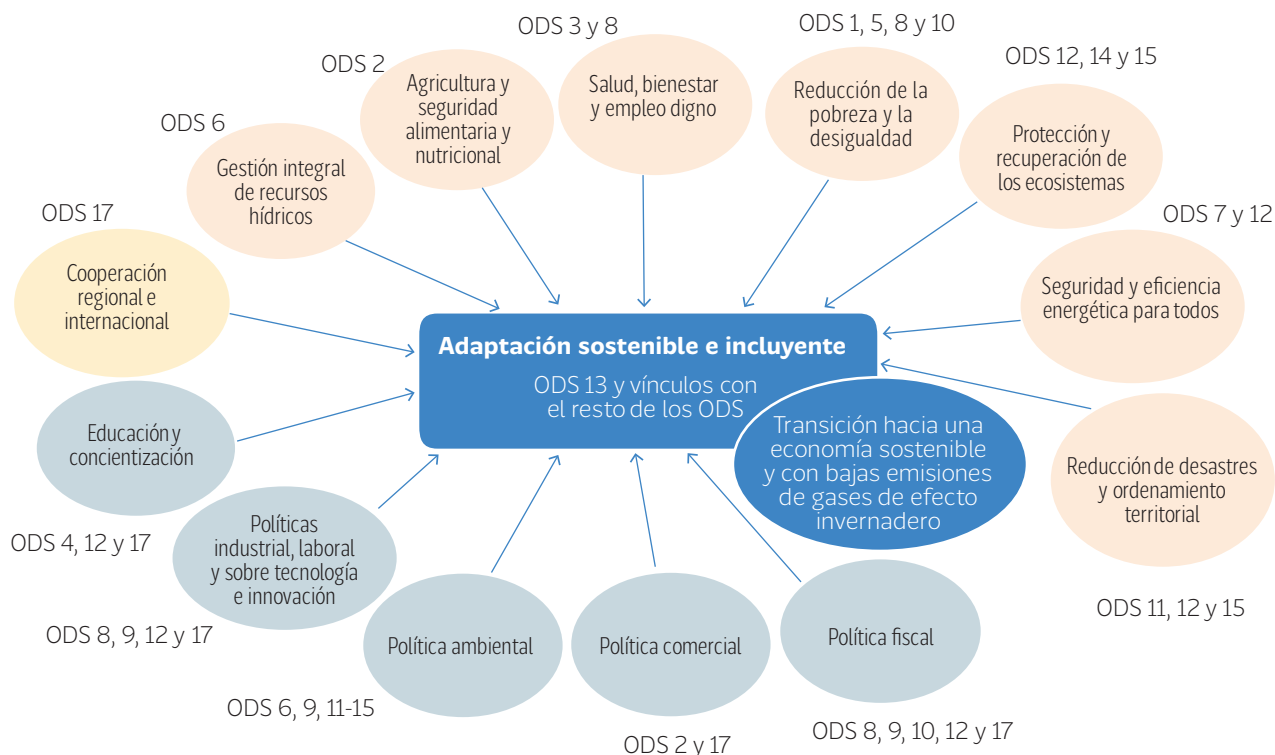 ODS 3 y 8
ODS 1, 5, 8 y 10
ODS 2
ODS 12, 14 y 15
Agricultura y
seguridad
alimentaria y
nutricional
Salud, bienestar
y empleo digno
Reducción de la
pobreza y la
desigualdad
ODS 6
Protección y
recuperación de
los ecosistemas
Gestión integral
de recursos
hídricos
ODS 17
ODS 7 y 12
Cooperación
regional e
internacional
Seguridad y eficiencia
energética para todos
Adaptación sostenible e incluyente
ODS 13 y vínculos con
el resto de los ODS
Transición hacia una
economía sostenible
y con bajas emisiones
de gases de efecto
invernadero
Educación y
concientización
Reducción de desastres
y ordenamiento
territorial
ODS 4, 12 y 17
Políticas
industrial, laboral
y sobre tecnología
e innovación
ODS 11, 12 y 15
ODS 8, 9, 12 y 17
Política ambiental
Política comercial
Política fiscal
ODS 6, 9, 11-15
ODS 2 y 17
ODS 8, 9, 10, 12 y 17